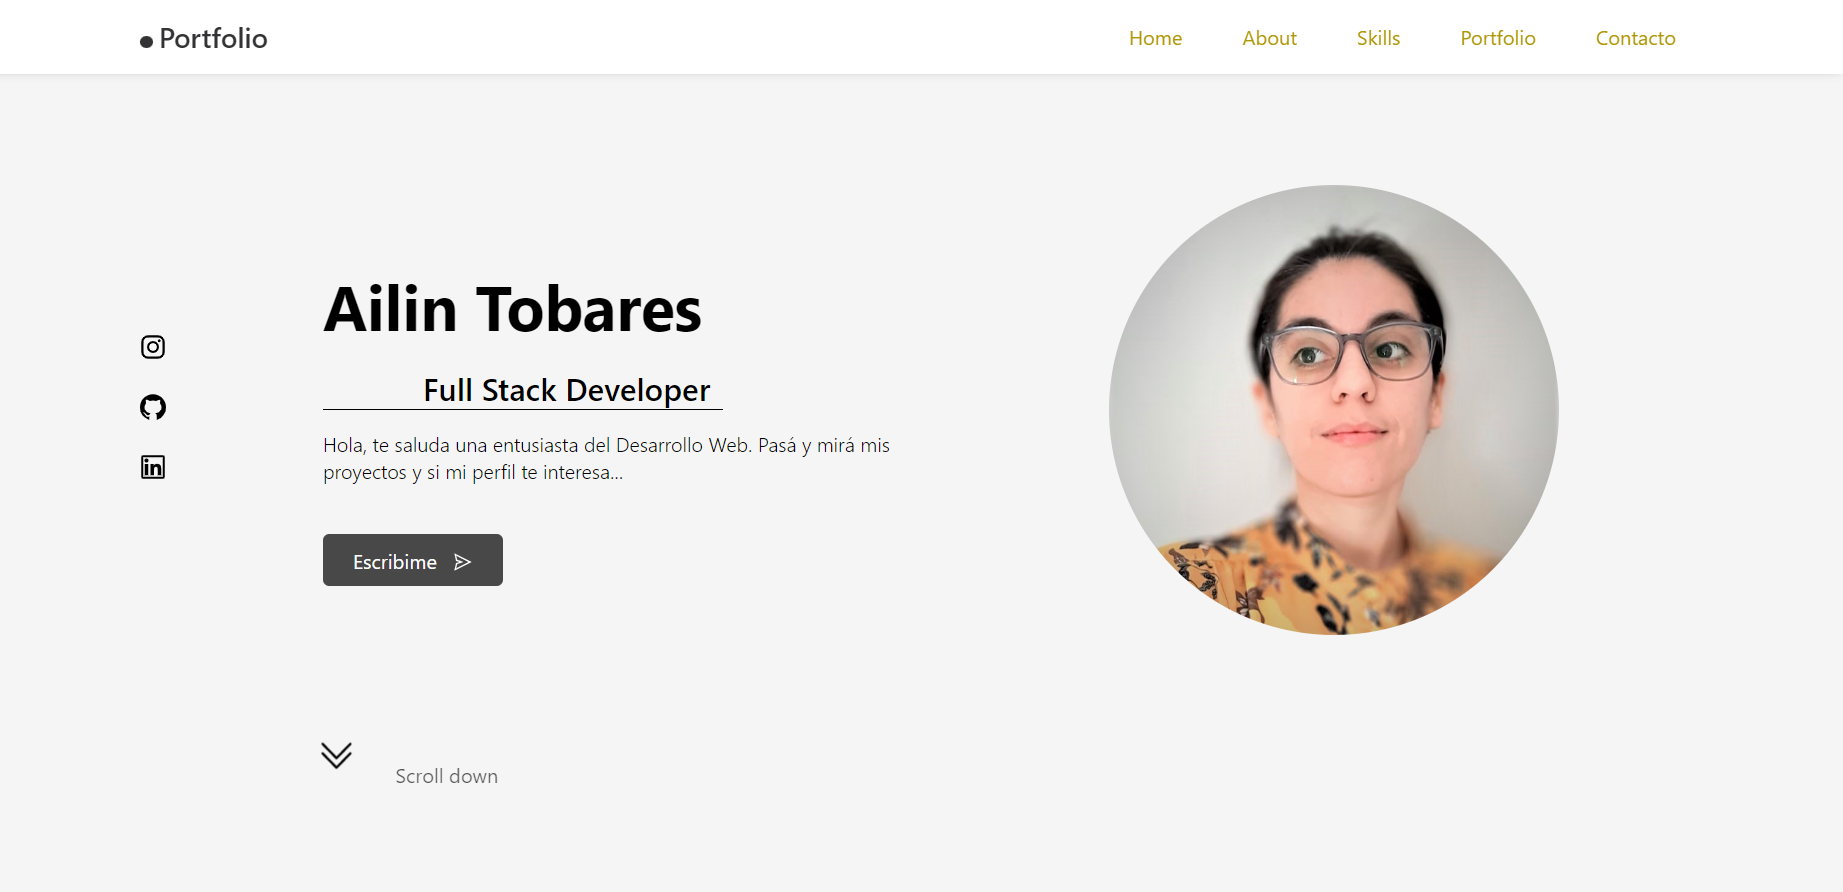 Portfolio
Home
About
Skills
Portfolio
Contacto
Ailin Tobares
Full Stack Developer
Hola, te saluda una entusiasta del Desarrollo Web. Pasá y mirá mis
proyectos y si mi perfil te interesa...
Escribime
Scroll down